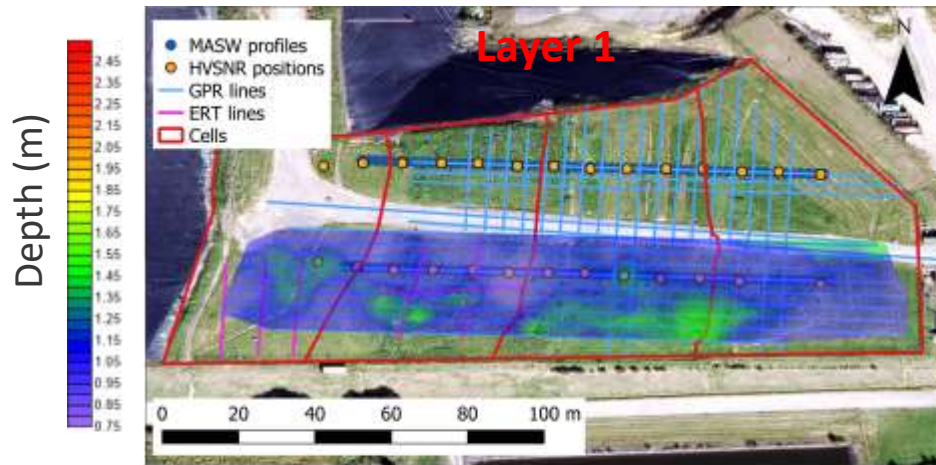 Layer 1
N
MASW profiles
HVSNR positions
GPR lines
ERT lines
Cells
Depth (m)
2.45
2.35
2.25
2.15
2.05
1.95
1.85
1.75
1.65
1.55
1.45
1.35
1.25
1.15
1.05
0.95
0.85
0.75
0 20 40 60 80 100 m